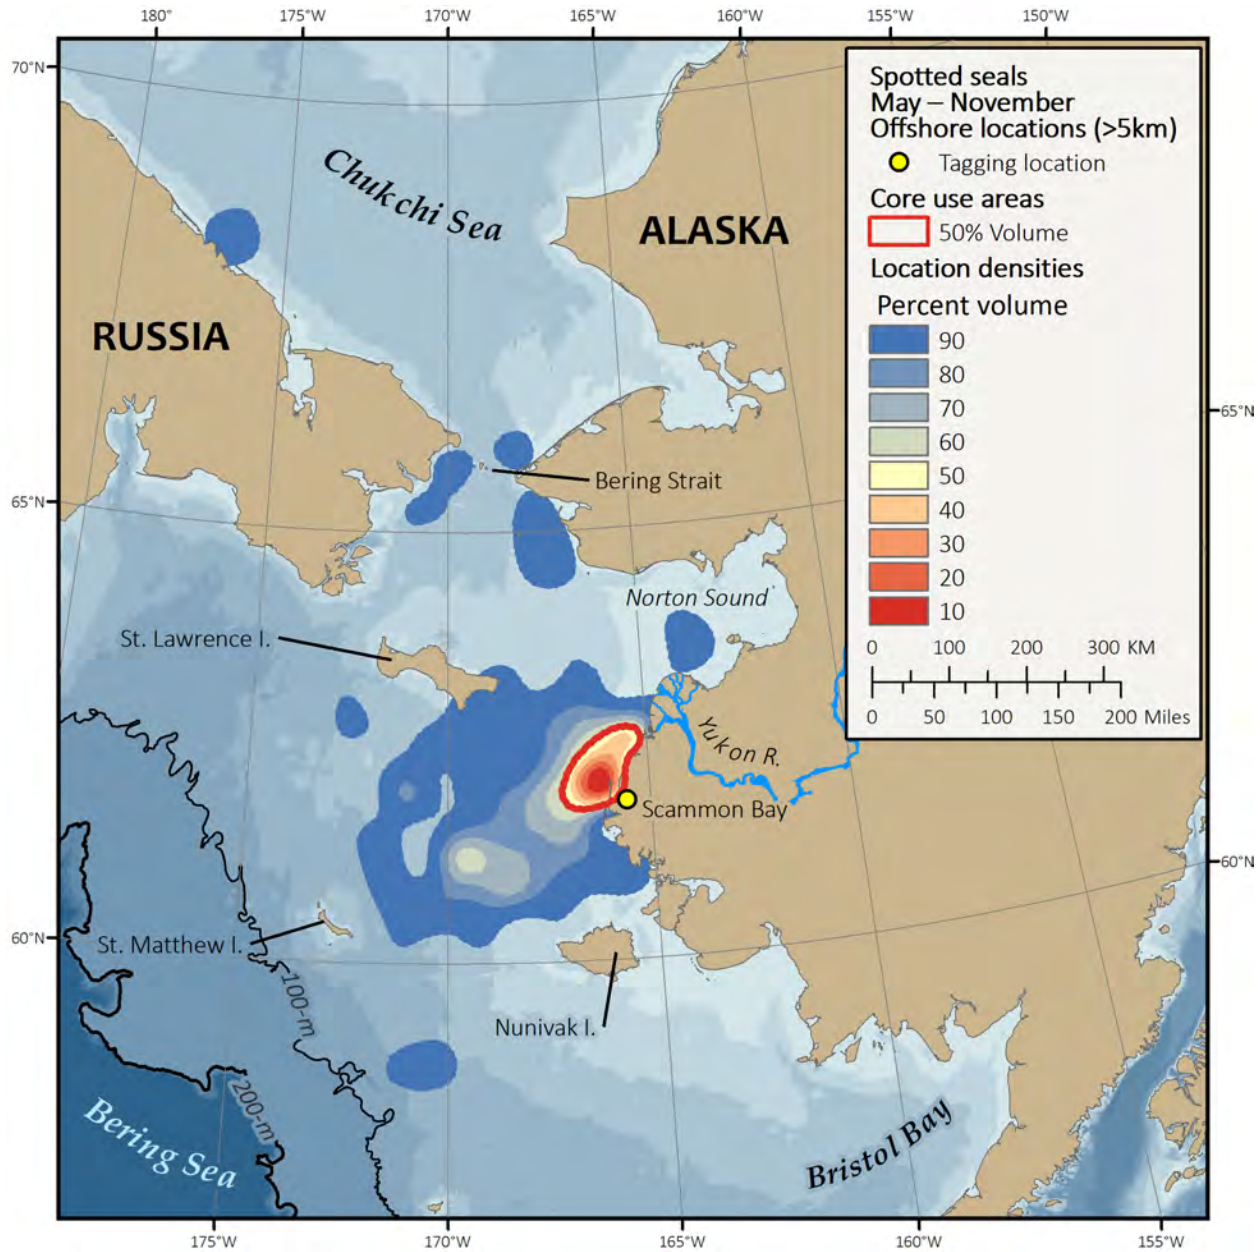 180° 175°W 170°W 165°W 160°W 155°W 150°W
70°N
Spotted seals
May – November
Offshore locations (>5km)
Tagging location
Core use areas
50% Volume
Location densities
Percent volume
90
80
70
60
50
40
30
20
10
0 100 200 300 KM
0 50 100 150 200 Miles
Chukchi Sea
ALASKA
RUSSIA
65°N
Bering Strait
65°N
Norton Sound
St. Lawrence I.
Yukon R.
Scammon Bay
60°N
St. Matthew I.
60°N
100-m
Nunivak I.
200-m
Bering Sea
Bristol Bay
175°W 170°W 165°W 160°W 155°W